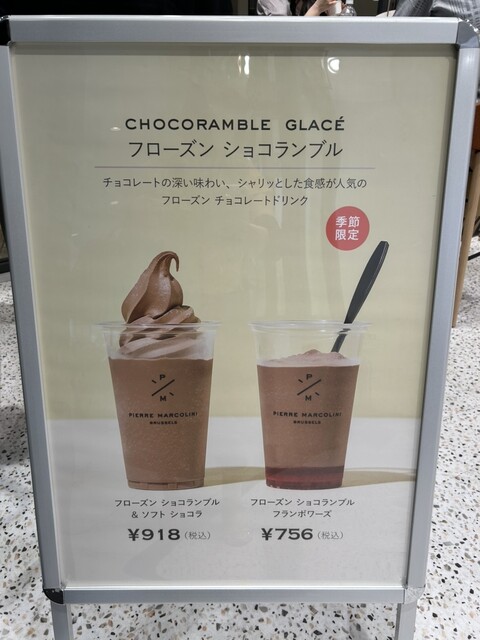 CHOCORAMBLE GLACÉ
フローズン ショコランブル
チョコレートの深い味わい、シャリッとした食感が人気の
フローズン チョコレートドリンク
季節
限定
P
M
PIERRE MARCOLINI
BRUSSELS
P
M
PIERRE MARCOLINI
BRUSSELS
フローズン ショコランブル
& ソフト ショコラ
¥918(税込)
フローズン ショコランブル
フランボワーズ
¥756(税込)